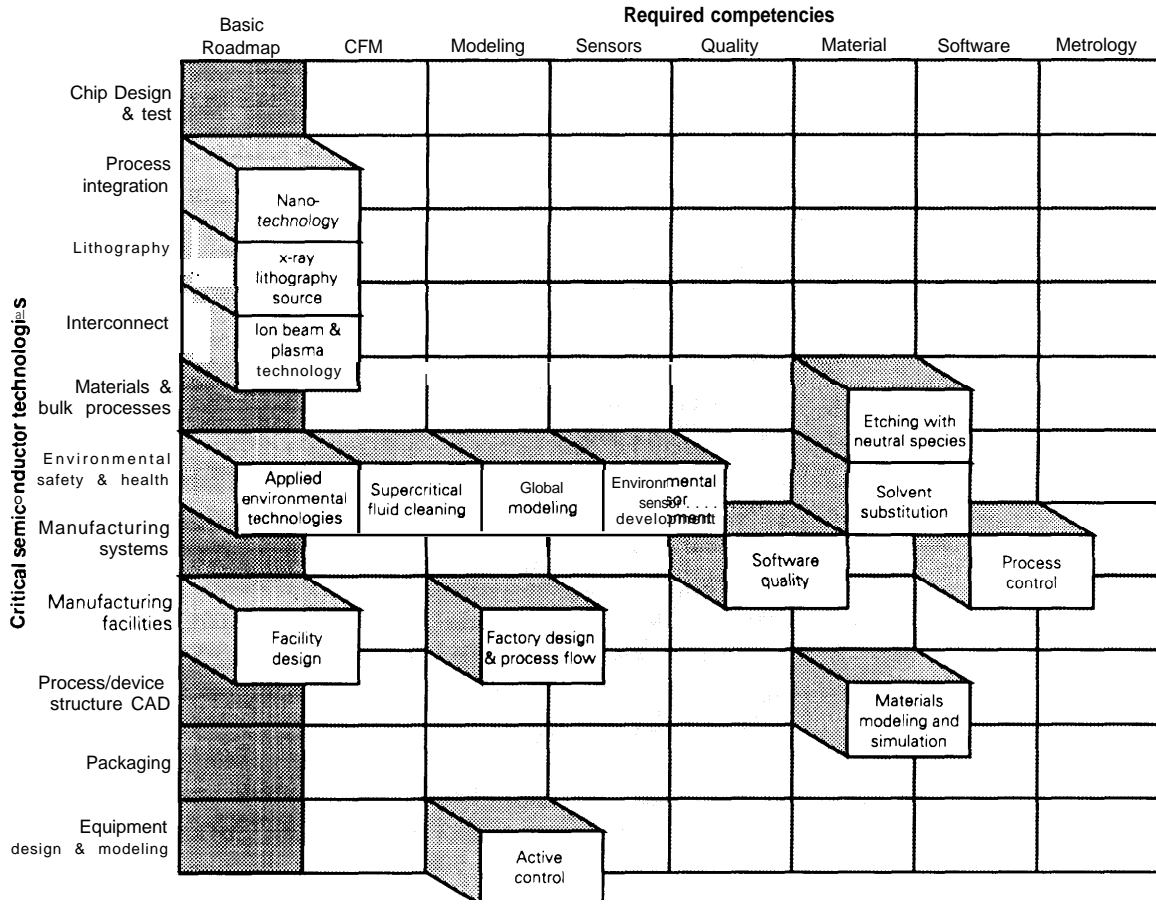 Required competencies
Basic
Roadmap
CFM
Modeling
Sensors
Quality
Material
Software
Metrology
Critical semiconductor technologies
Chip Design
& test
Process
integration
Nano-
technology
Lithography
x-ray
lithography
source
Interconnect
Ion beam &
plasma
technology
Materials &
bulk processes
Etching with
neutral species
Environmental
safety & health
Applied
environmental
technologies
Supercritical
fluid cleaning
Global
modeling
Environmental
sensor . . . .
development
Solvent
substitution
Manufacturing
systems
Software
quality
Process
control
Manufacturing
facilities
Facility
design
Factory design
& process flow
Process/device
structure CAD
Materials
modeling and
simulation
Packaging
Equipment
design & modeling
Active
control